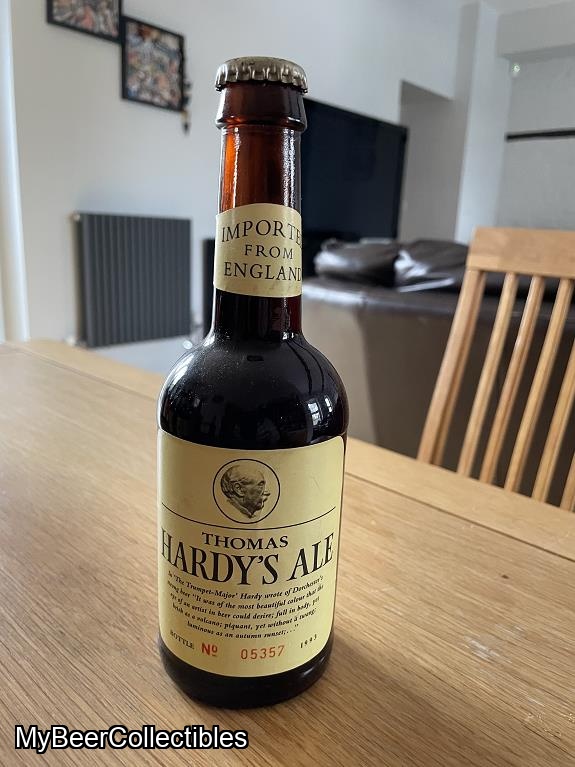 IMPORTE
FROM
ENGLAND
THOMAS
HARDY'S ALE
In 'The Trumpet-Major' Hardy wrote of Dorchester's
strong beer "It was of the most beautiful colour that the
eye of an artist in beer could desire; full in body, yet
brisk as a volcano; piquant, yet without a twang;
luminous as an autumn sunset;..."
BOTTLE No 05357 1993
MyBeerCollectibles